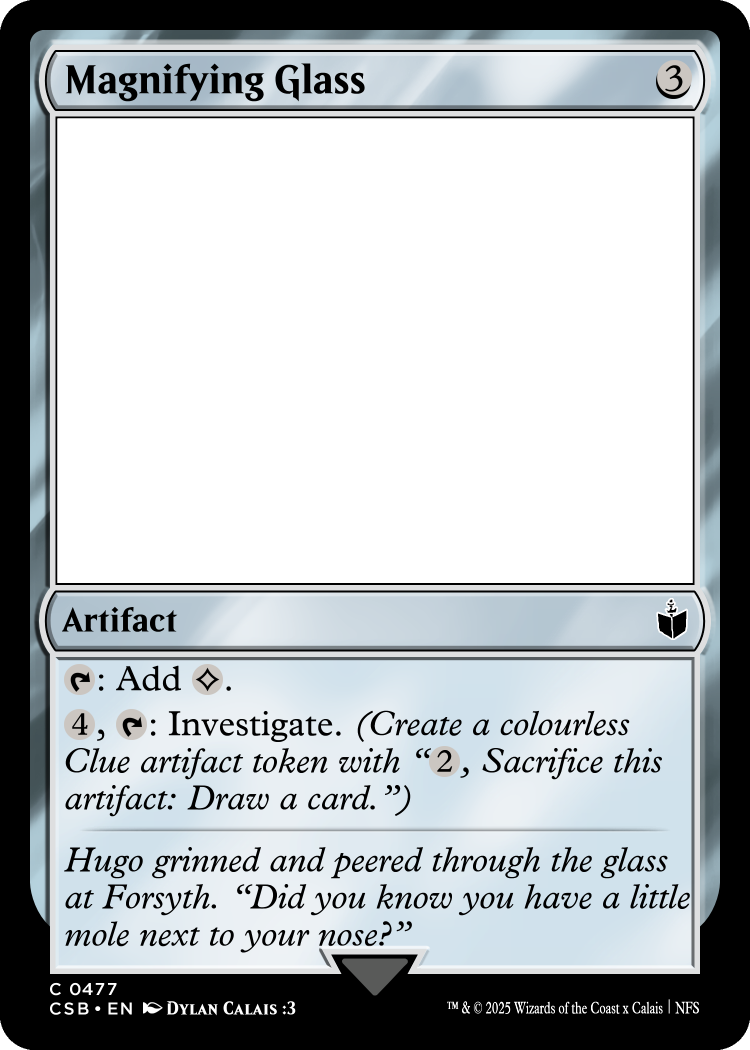 Magnifying Glass 3
Artifact
: Add .
4, : Investigate. (Create a colourless
Clue artifact token with “2, Sacrifice this
artifact: Draw a card.”)
Hugo grinned and peered through the glass
at Forsyth. “Did you know you have a little
mole next to your nose?”
C 0477
CSB • EN Dylan Calais :3
™ & © 2025 Wizards of the Coast x Calais | NFS